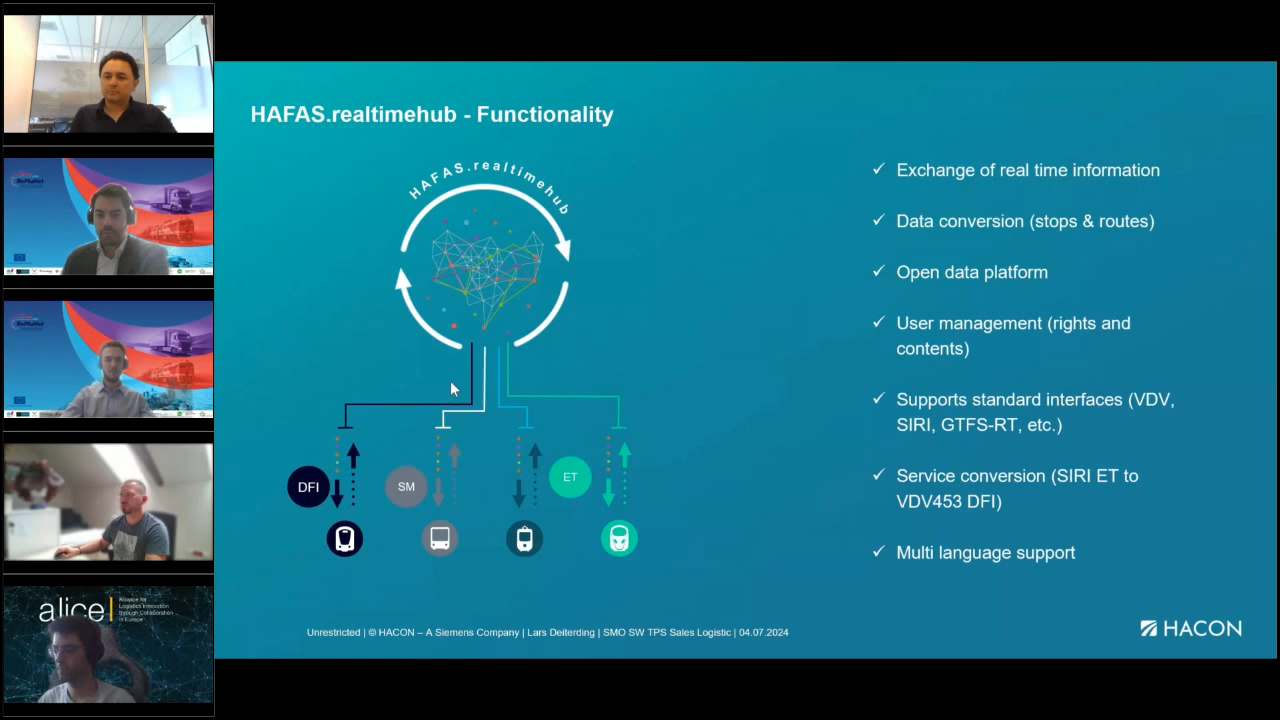 HAFAS.realtimehub - Functionality
HAFAS.realtimehub
DFI
SM
ET
Exchange of real time information
Data conversion (stops & routes)
Open data platform
User management (rights and
contents)
Supports standard interfaces (VDV,
SIRI, GTFS-RT, etc.)
Service conversion (SIRI ET to
VDV453 DFI)
Multi language support
Unrestricted | © HACON – A Siemens Company | Lars Deiterding | SMO SW TPS Sales Logistic | 04.07.2024
HACON
ReMuNet
ReMuNet
alice
Alliance for
Logistics Innovation
through Collaboration
in Europe